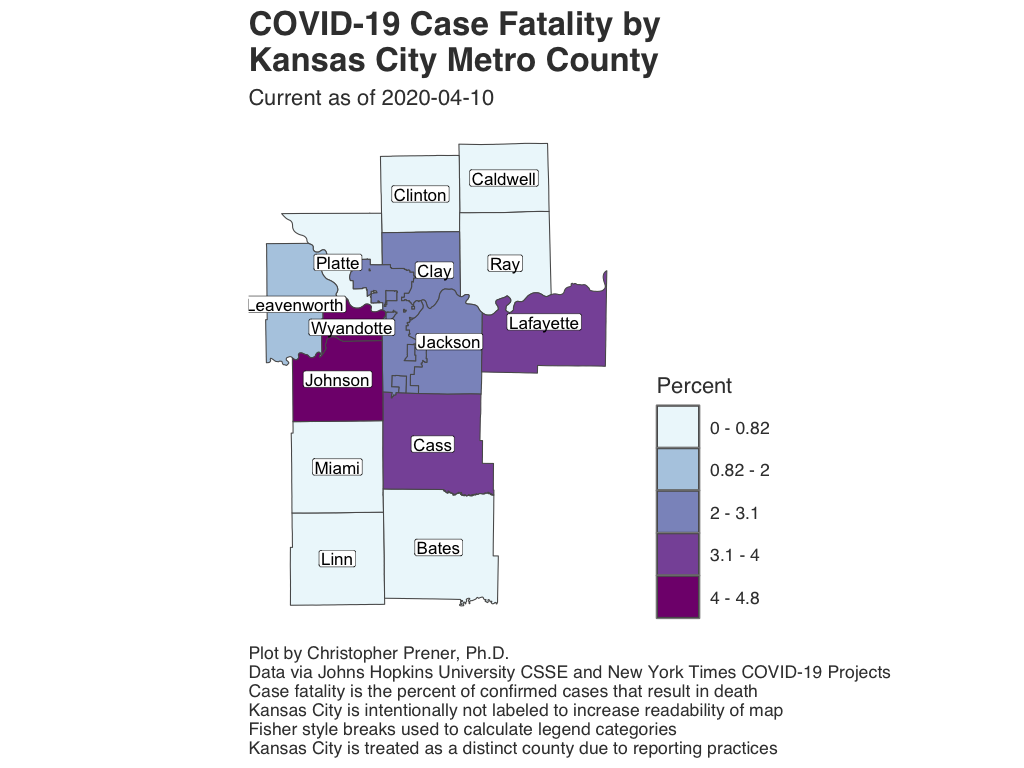 COVID-19 Case Fatality by
Kansas City Metro County
Current as of 2020-04-10
Caldwell
Clinton
Platte
Clay
Ray
Leavenworth
Wyandotte
Lafayette
Jackson
Johnson
Cass
Miami
Bates
Linn
Percent
0 - 0.82
0.82 - 2
2 - 3.1
3.1 - 4
4 - 4.8
Plot by Christopher Prener, Ph.D.
Data via Johns Hopkins University CSSE and New York Times COVID-19 Projects
Case fatality is the percent of confirmed cases that result in death
Kansas City is intentionally not labeled to increase readability of map
Fisher style breaks used to calculate legend categories
Kansas City is treated as a distinct county due to reporting practices